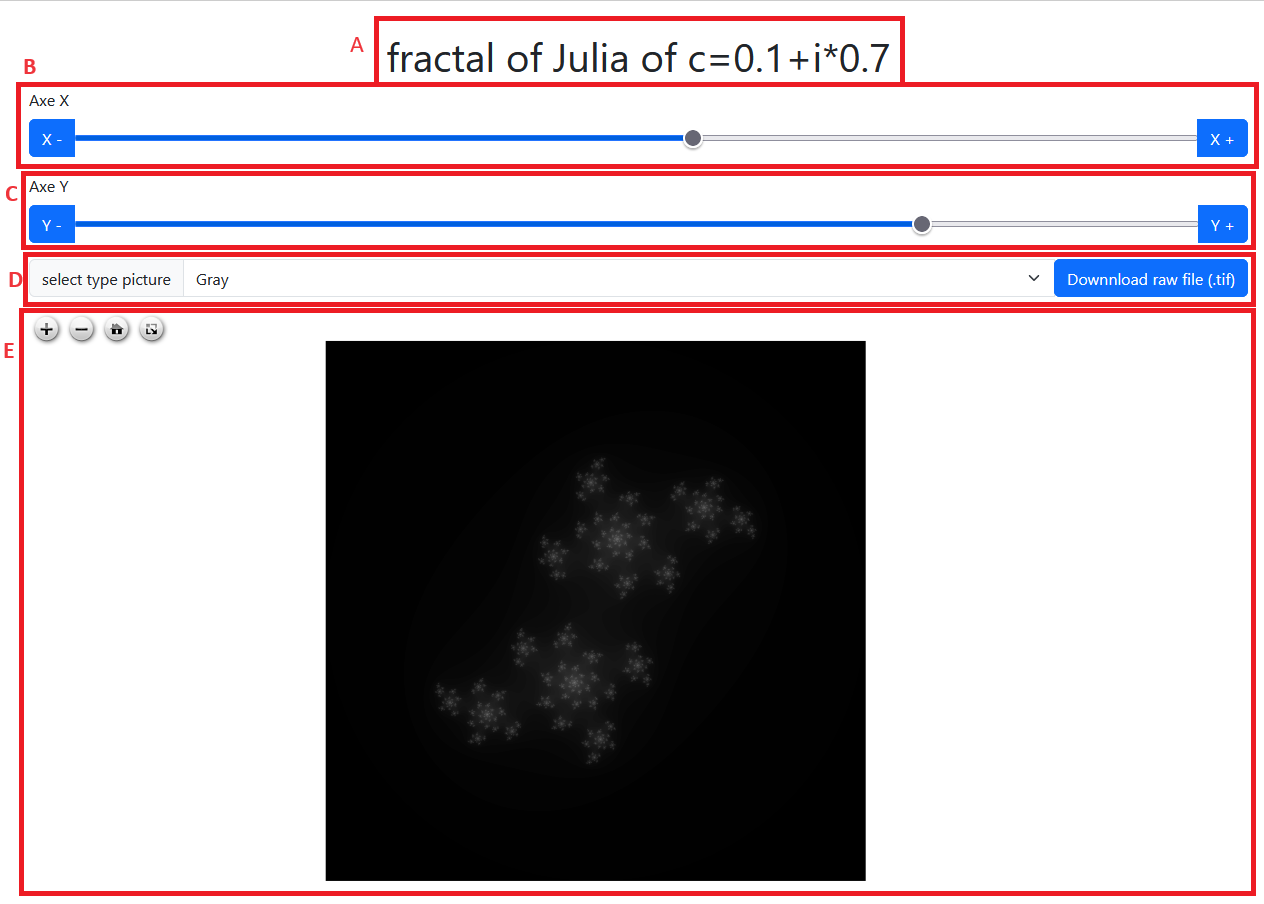 A
fractal of Julia of c=0.1+i*0.7
B
Axe X
X -
X +
C
Axe Y
Y -
Y +
D
select type picture
Gray
Downnload raw file (.tif)
E